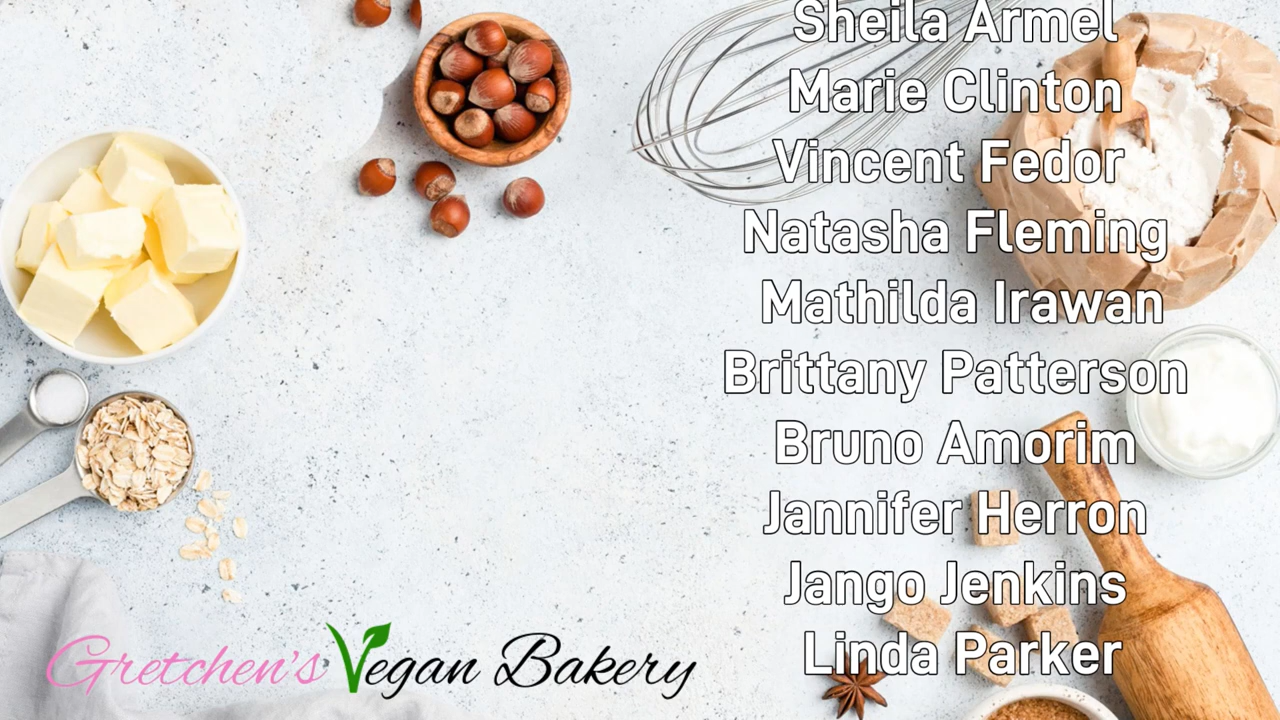 Sheila Armel
Marie Clinton
Vincent Fedor
Natasha Fleming
Mathilda Irawan
Brittany Patterson
Bruno Amorim
Jannifer Herron
Jango Jenkins
Linda Parker
Gretchen's Vegan Bakery